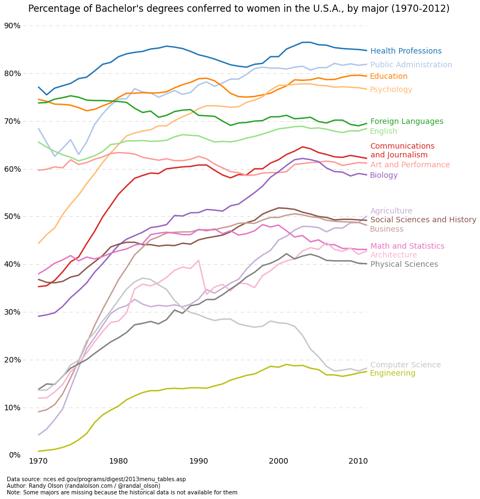 Percentage of Bachelor's degrees conferred to women in the U.S.A., by major (1970-2012)
90%
Health Professions
Public Administration
80%
Education
Psychology
70%
Foreign Languages
English
Communications
and Journalism
60%
Art and Performance
Biology
50%
Agriculture
Social Sciences and History
Business
40%
Math and Statistics
Architecture
Physical Sciences
30%
20%
Computer Science
Engineering
10%
0%
1970 1980 1990 2000 2010
Data source: nces.ed.gov/programs/digest/2013menu_tables.asp
Author: Randy Olson (randalolson.com / @randal_olson)
Note: Some majors are missing because the historical data is not available for them